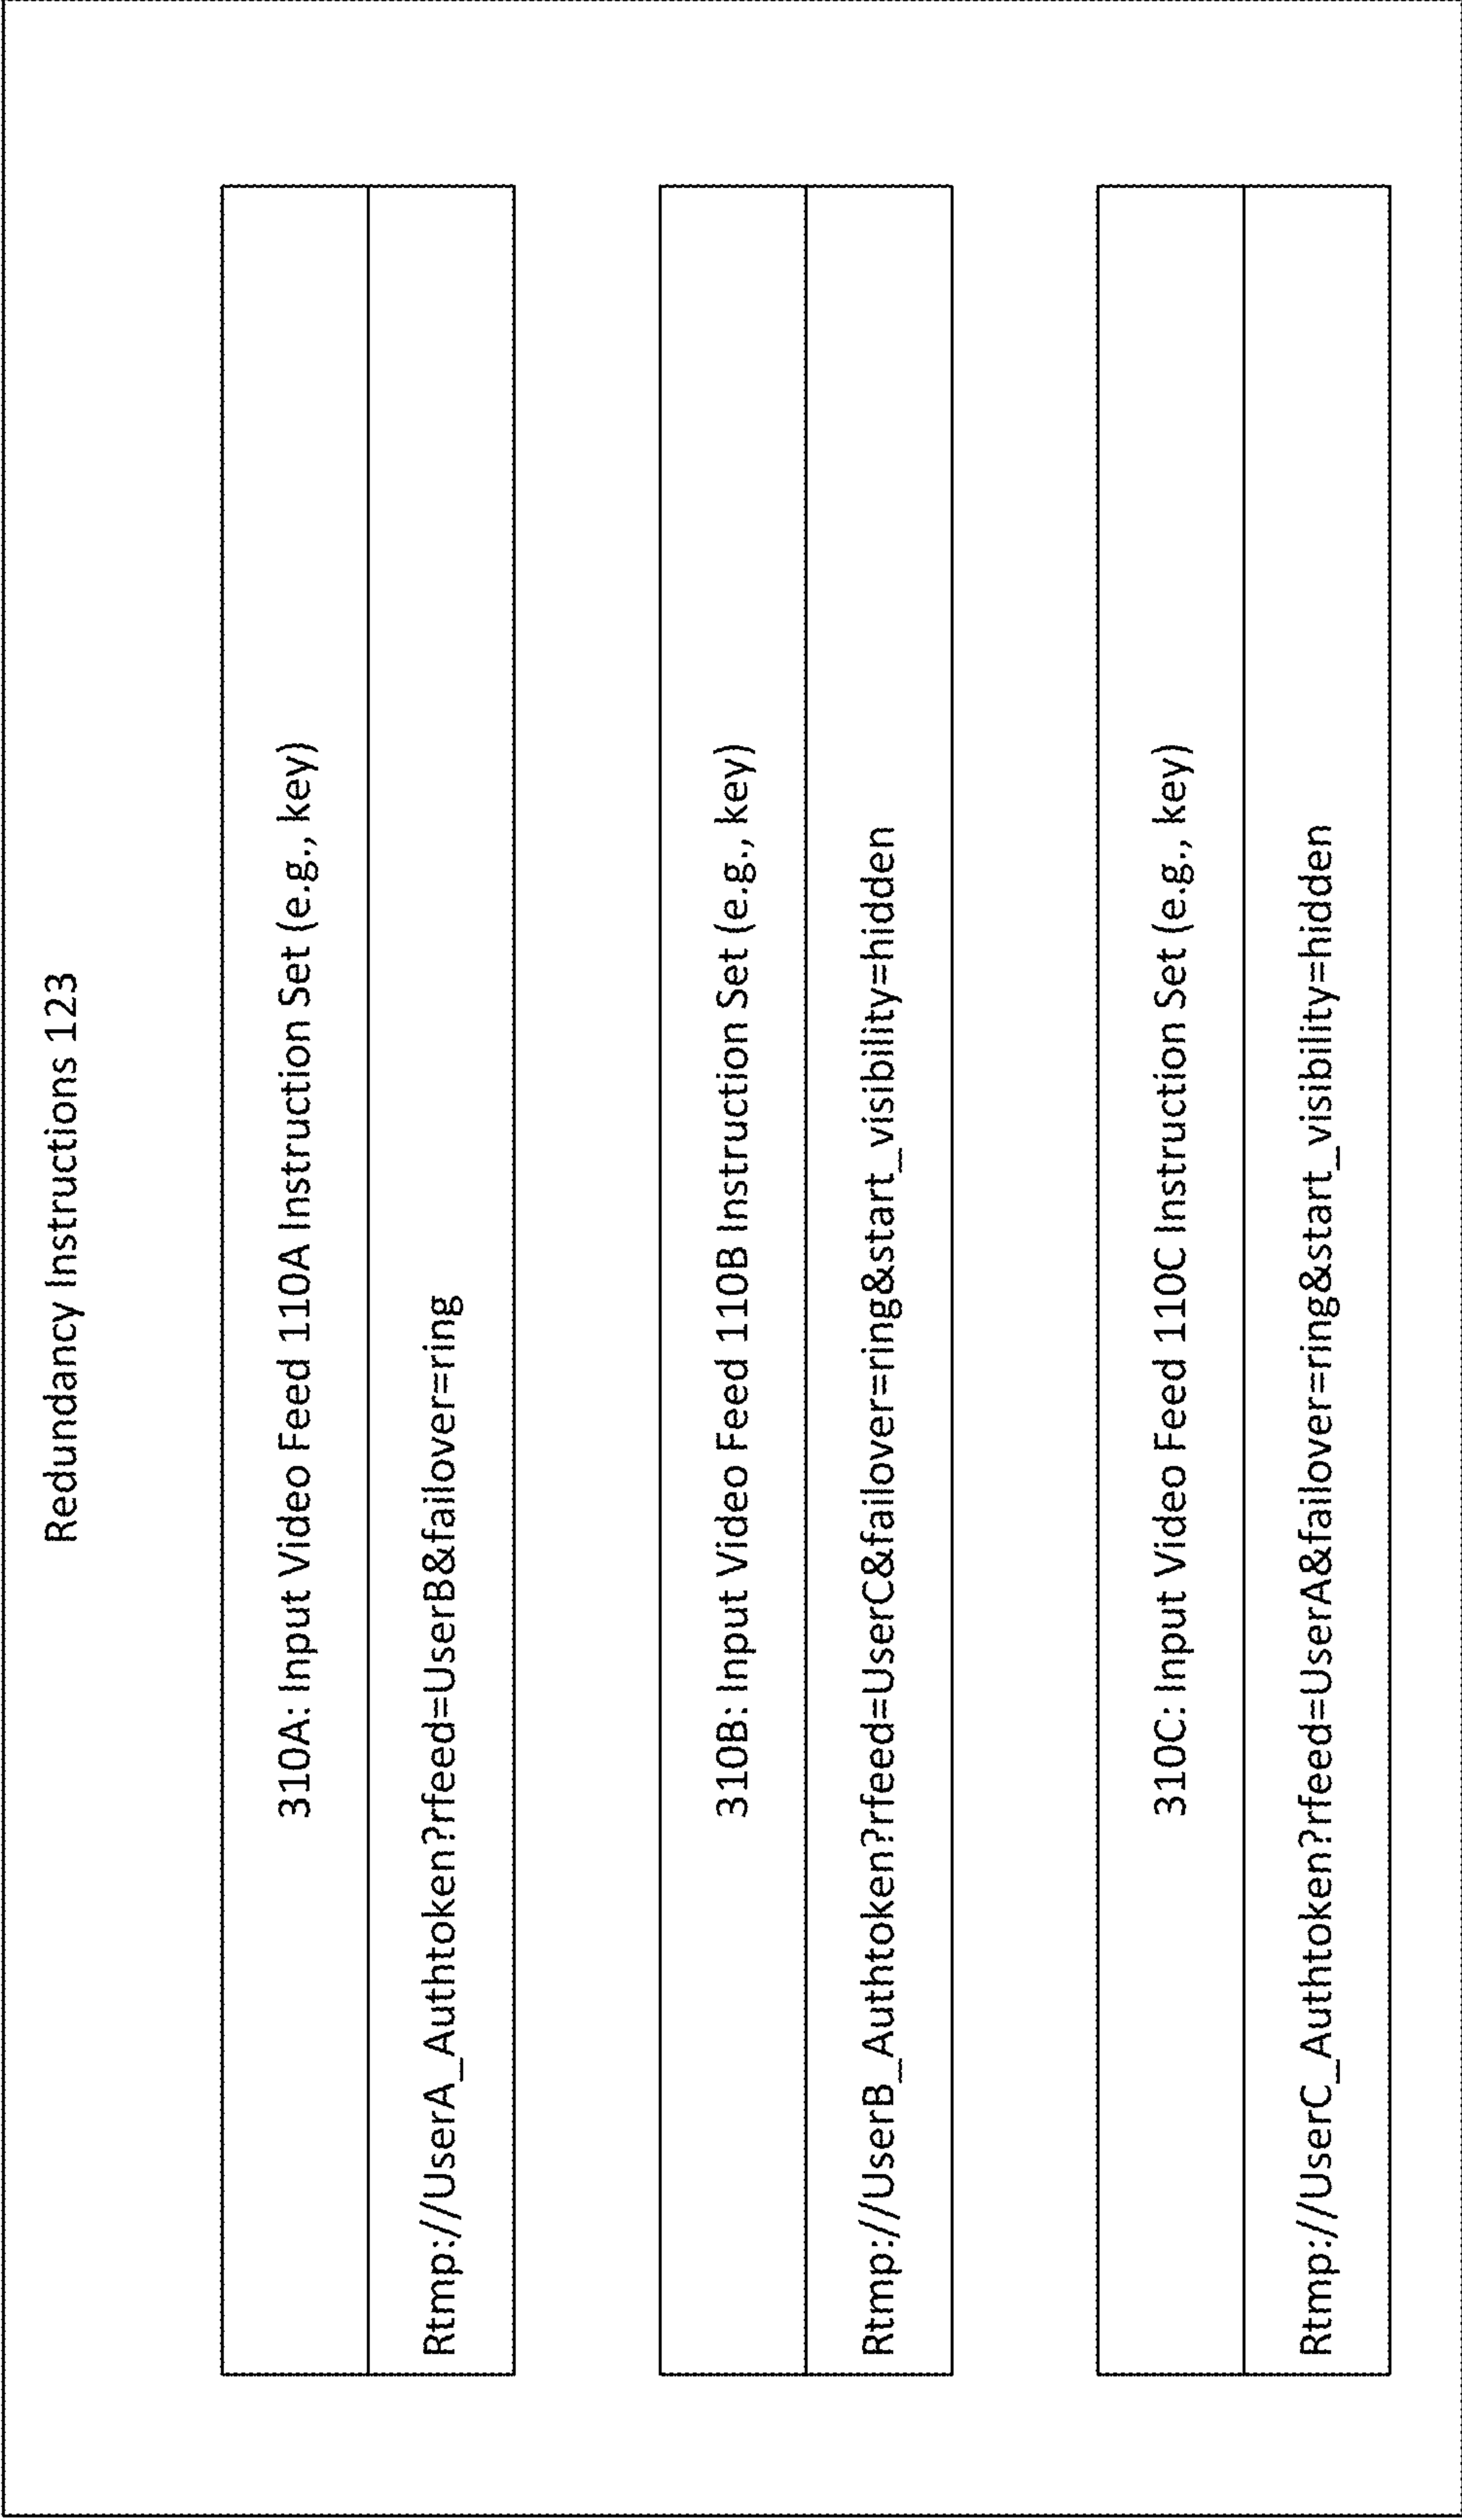 Redundancy Instructions 123
310A: Input Video Feed 110A Instruction Set (e.g., key)
Rtmp://UserA_Authtoken?rfeed=UserB&failover=ring
310B: Input Video Feed 110B Instruction Set (e.g., key)
Rtmp://UserB_Authtoken?rfeed=UserC&failover=ring&start_visibility=hidden
310C: Input Video Feed 110C Instruction Set (e.g., key)
Rtmp://UserC_Authtoken?rfeed=UserA&failover=ring&start_visibility=hidden